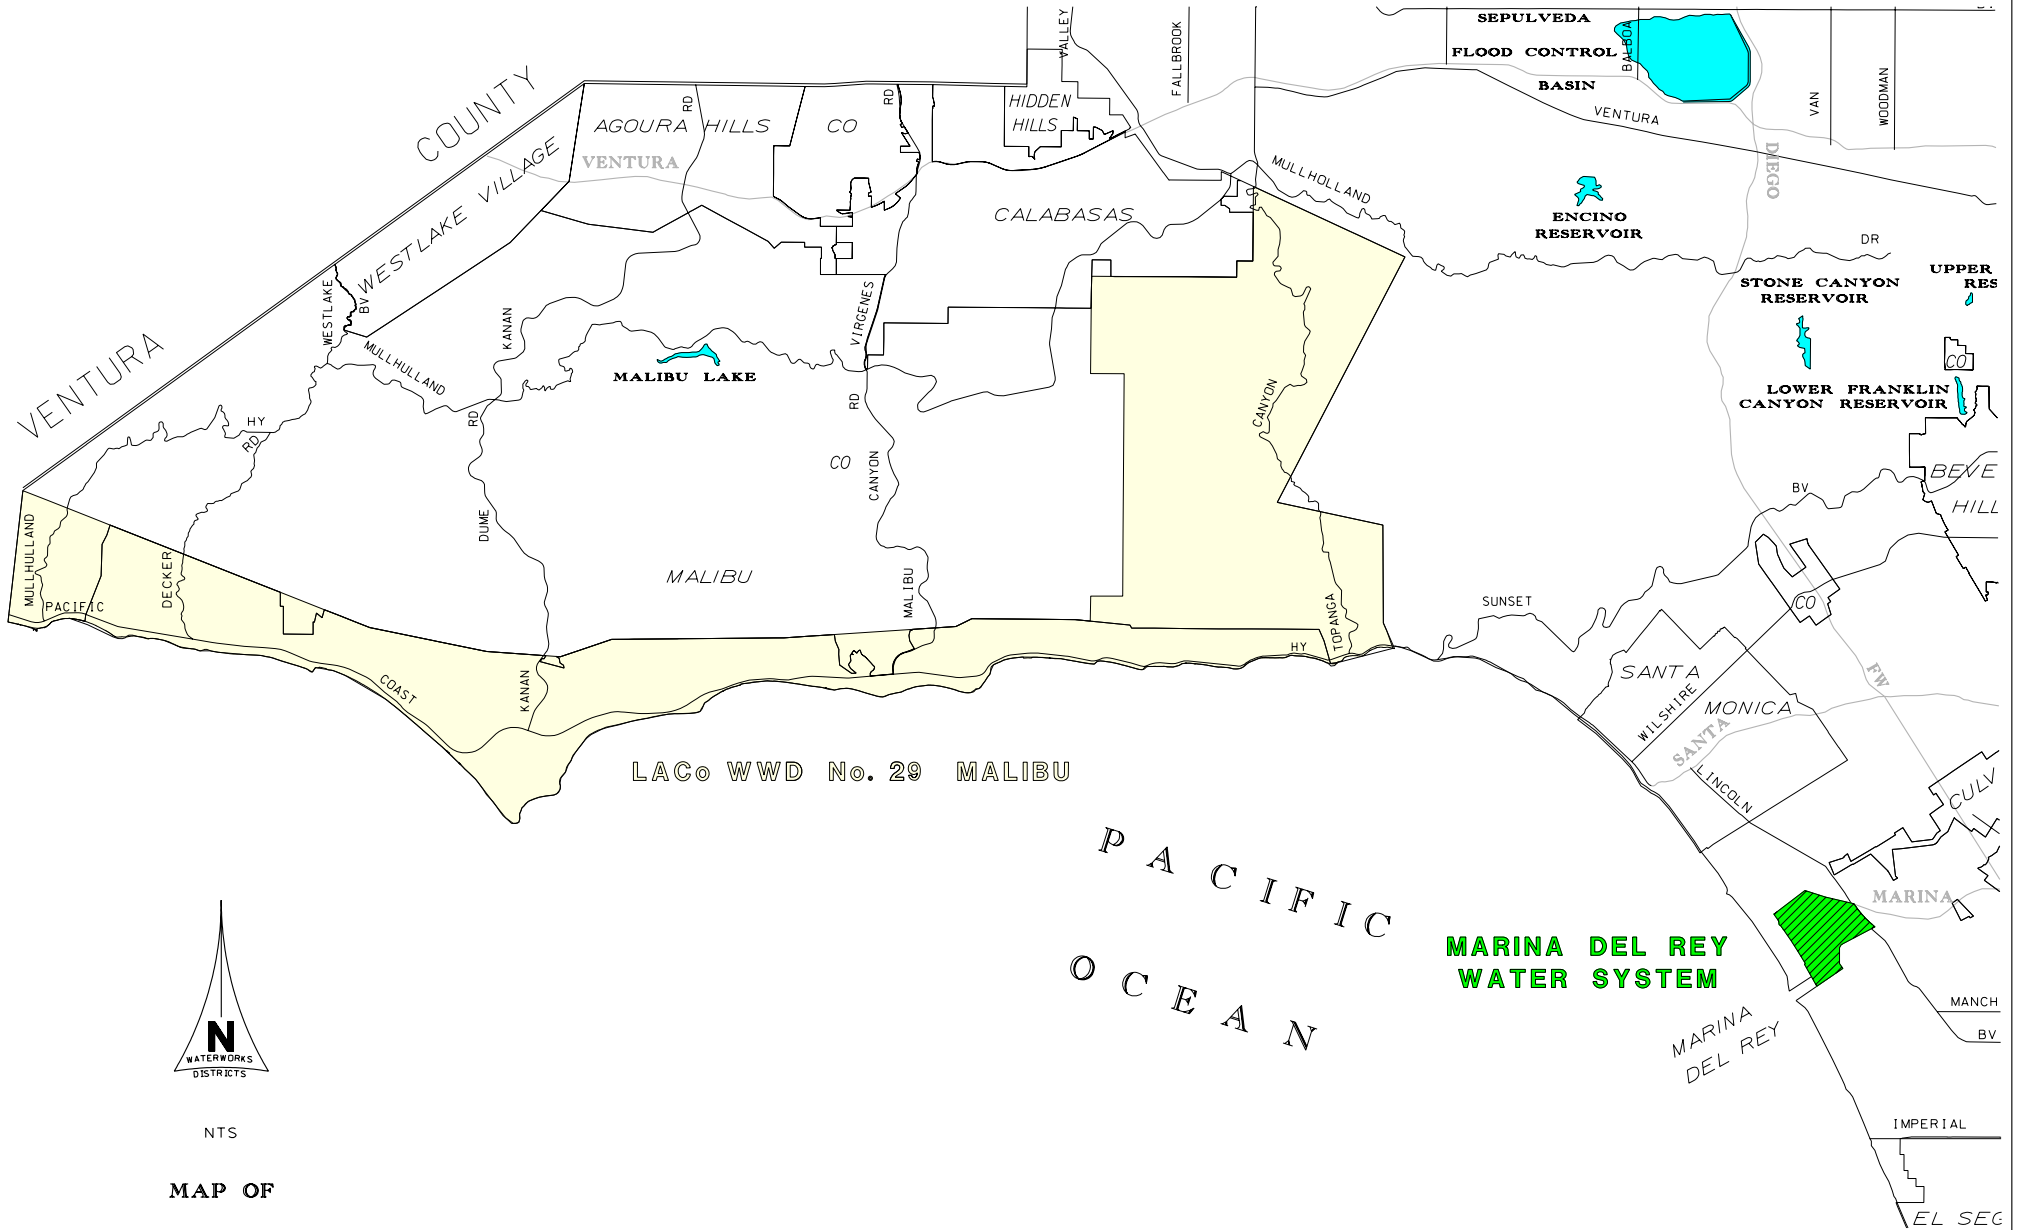 SEPULVEDA
FLOOD CONTROL
BASIN
BALBOA
VALLEY
FALLBROOK
VAN
WOODMAN
VENTURA
COUNTY
AGOURA HILLS
CO
RD
RD
HIDDEN
HILLS
VENTURA
WESTLAKE VILLAGE
MULLHOLLAND
DIEGO
ENCINO
RESERVOIR
CALABASAS
DR
STONE CANYON
RESERVOIR
UPPER
RES
WESTLAKE
BV
KANAN
VIRGENES
VENTURA
MULLHULLAND
MALIBU LAKE
CO
LOWER FRANKLIN
CANYON RESERVOIR
CANYON
RD
RD
HY
RD
CO
CANYON
BEVE
HILL
BV
MULLHULLAND
DUME
DECKER
MALIBU
MALIBU
PACIFIC
SUNSET
CO
TOPANGA
HY
SANTA
MONICA
WILSHIRE
FW
COAST
KANAN
SANTA
LINCOLN
CULV
LACo WWD No. 29 MALIBU
PACIFIC
OCEAN
MARINA
MARINA DEL REY
WATER SYSTEM
MARINA
DEL REY
MANCH
BV
N
WATERWORKS
DISTRICTS
NTS
IMPERIAL
MAP OF
EL SEG